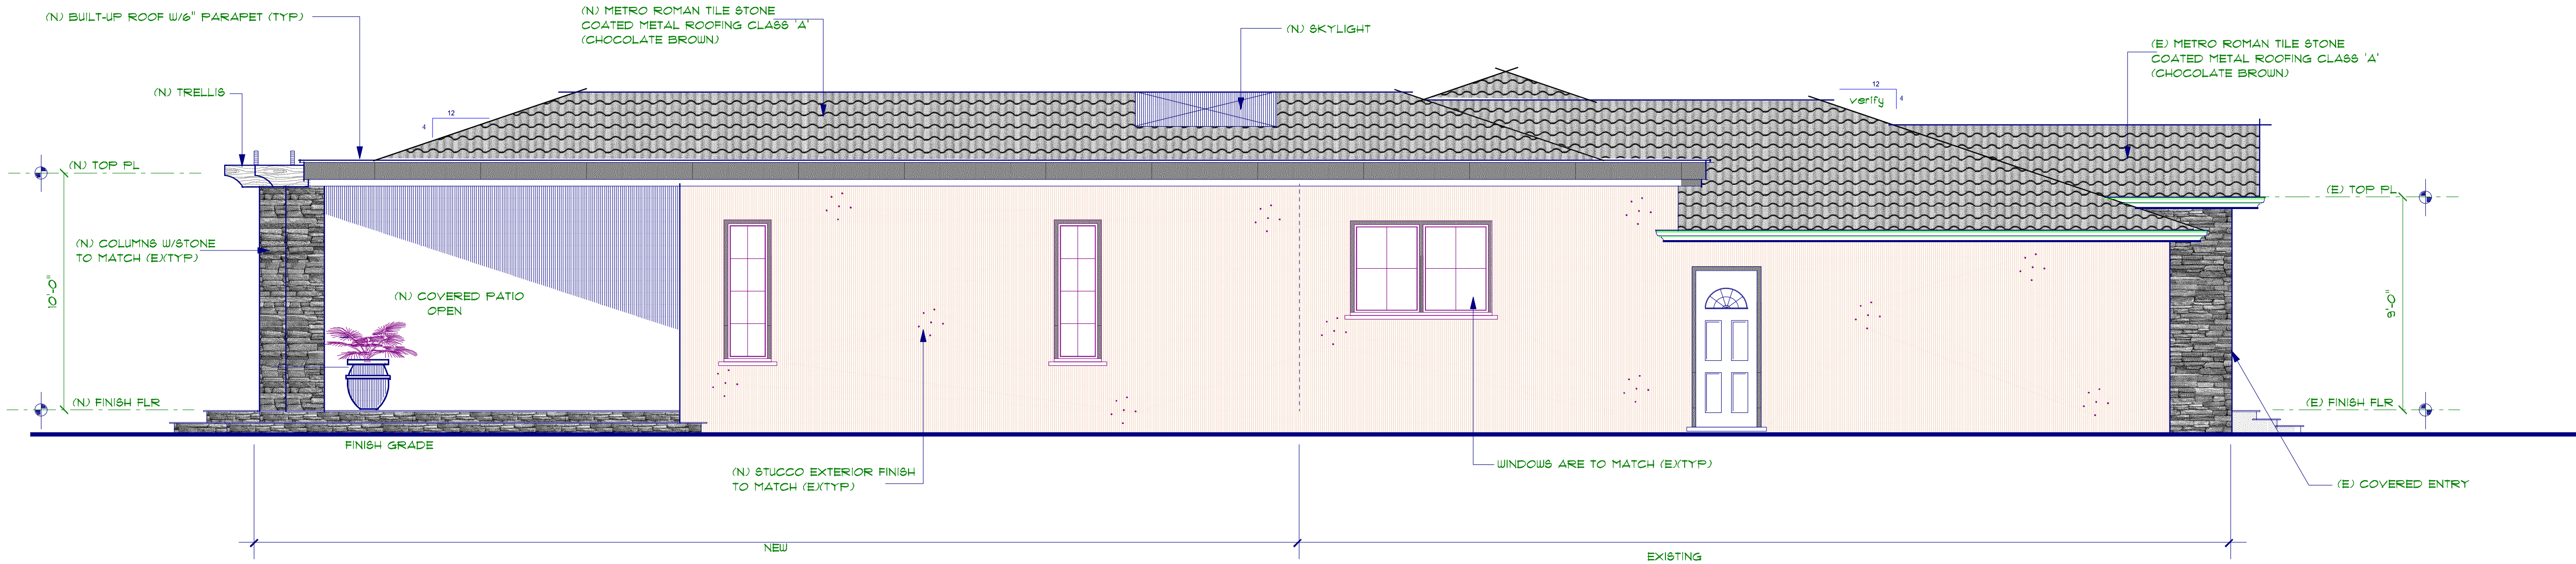 (N) BUILT-UP ROOF W/6" PARAPET (TYP)
(N) METRO ROMAN TILE STONE
COATED METAL ROOFING CLASS 'A'
(CHOCOLATE BROWN)
(N) SKYLIGHT
(E) METRO ROMAN TILE STONE
COATED METAL ROOFING CLASS 'A'
(CHOCOLATE BROWN)
(N) TRELLIS
12
4
12
4
verify
(N) TOP PL
(E) TOP PL
(N) COLUMNS W/STONE
TO MATCH (E)(TYP)
10'-0"
(N) COVERED PATIO
OPEN
9'-0"
(N) FINISH FLR
(E) FINISH FLR
FINISH GRADE
(N) STUCCO EXTERIOR FINISH
TO MATCH (E)(TYP)
WINDOWS ARE TO MATCH (E)(TYP)
(E) COVERED ENTRY
NEW
EXISTING